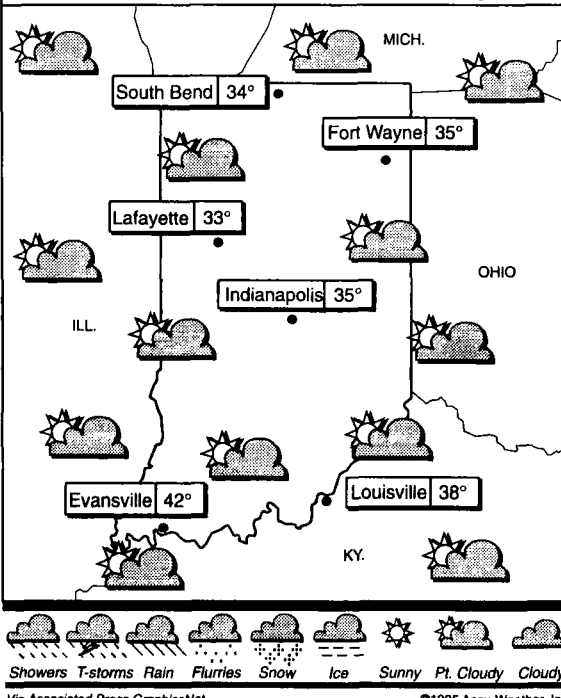 MICH.
South Bend 34°
Fort Wayne 35°
Lafayette 33°
OHIO
Indianapolis 35°
ILL.
Evansville 42°
Louisville 38°
KY.
Showers T-storms Rain Flurries Snow Ice Sunny Pt. Cloudy Cloudy
Via Associated Press GraphicsNet
©1995 Accu-Weather, In